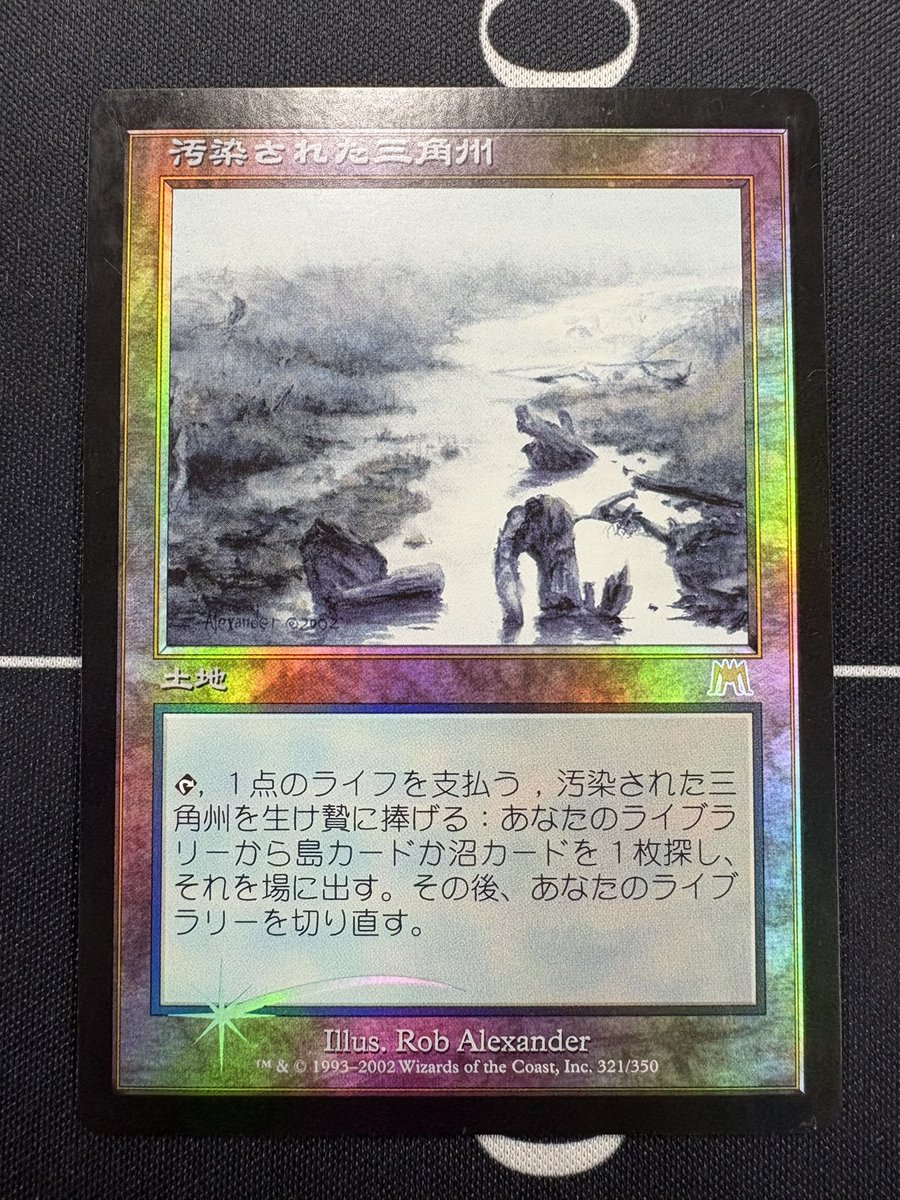 汚染された三角州
Alexander ©2002
土地
, 1点のライフを支払う , 汚染された三
角州を生け贄に捧げる：あなたのライブラ
リーから島カードか沼カードを1枚探し、
それを場に出す。その後、あなたのライブ
ラリーを切り直す。
Illus. Rob Alexander
™ & © 1993–2002 Wizards of the Coast, Inc. 321/350